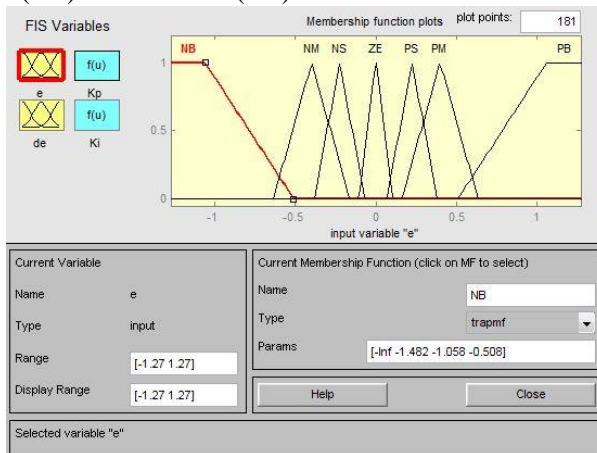 FIS Variables
Membership function plots
plot points:
181
f(u)
e
Kp
f(u)
de
Ki
NB
NM
NS
ZE
PS
PM
PB
1
0.5
0
-1
-0.5
0
0.5
1
input variable "e"
Current Variable
Name
e
Type
input
Range
[-1.27 1.27]
Display Range
[-1.27 1.27]
Current Membership Function (click on MF to select)
Name
NB
Type
trapmf
Params
[-Inf -1.482 -1.058 -0.508]
Help
Close
Selected variable "e"